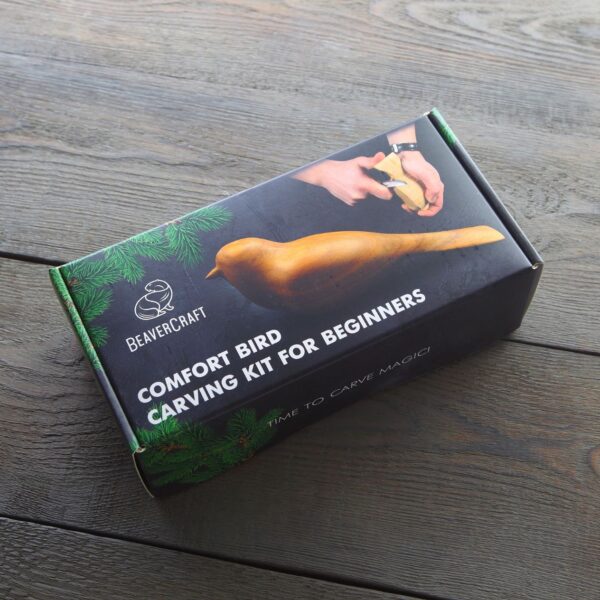 BEAVERCRAFT
COMFORT BIRD
CARVING KIT FOR BEGINNERS
TIME TO CARVE MAGIC!